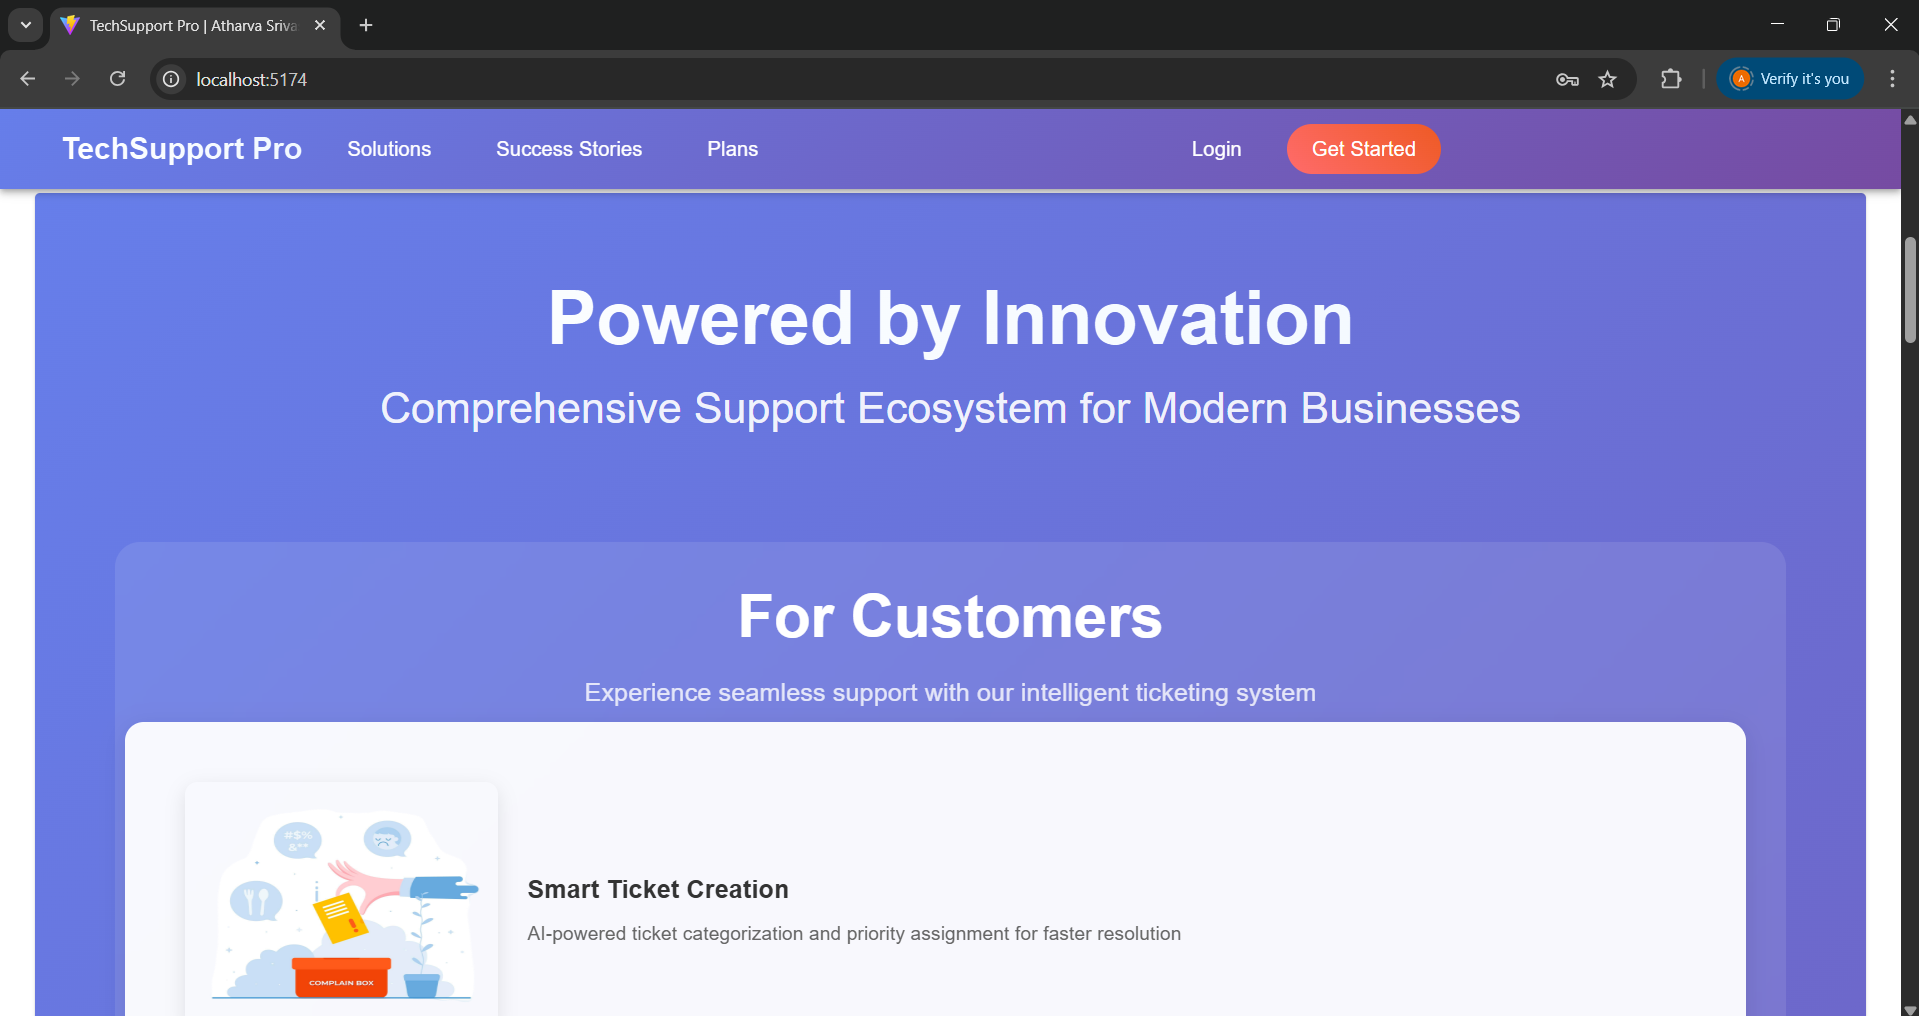 TechSupport Pro | Atharva Sriva
localhost:5174
A
Verify it's you
TechSupport Pro
Solutions
Success Stories
Plans
Login
Get Started
Powered by Innovation
Comprehensive Support Ecosystem for Modern Businesses
For Customers
Experience seamless support with our intelligent ticketing system
#$%
&**
COMPLAIN BOX
Smart Ticket Creation
AI-powered ticket categorization and priority assignment for faster resolution